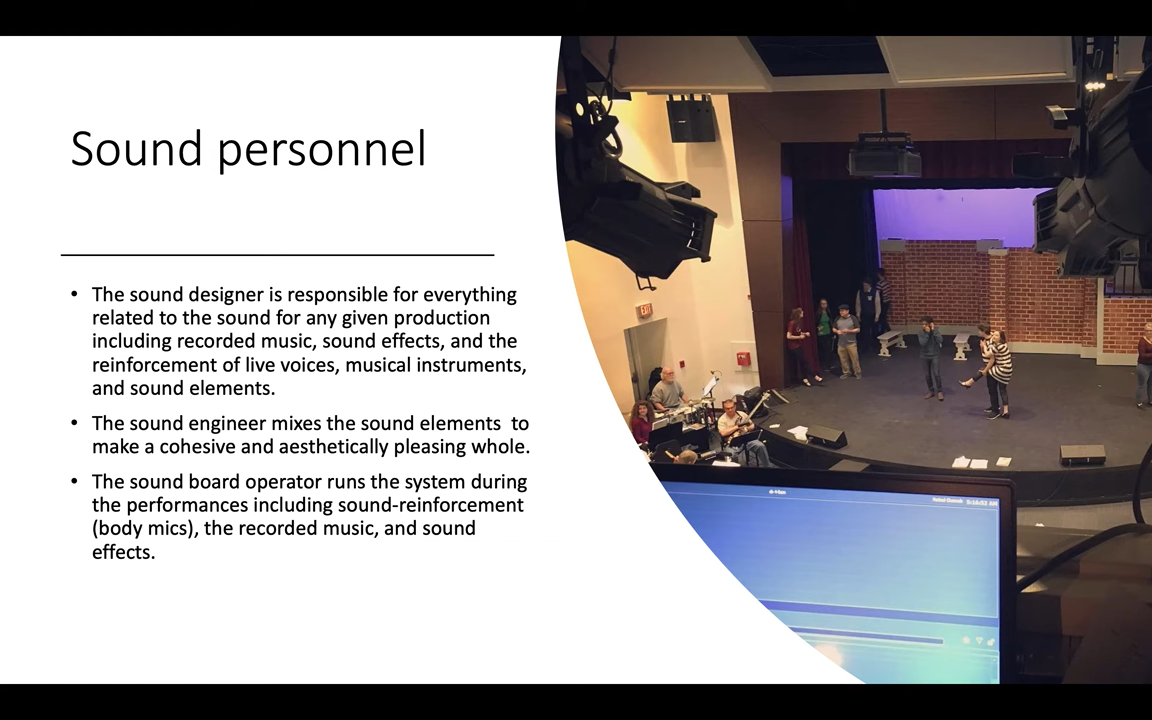 Sound personnel
• The sound designer is responsible for everything
related to the sound for any given production
including recorded music, sound effects, and the
reinforcement of live voices, musical instruments,
and sound elements.
• The sound engineer mixes the sound elements  to
make a cohesive and aesthetically pleasing whole.
• The sound board operator runs the system during
the performances including sound-reinforcement
(body mics), the recorded music, and sound
effects.
EXIT